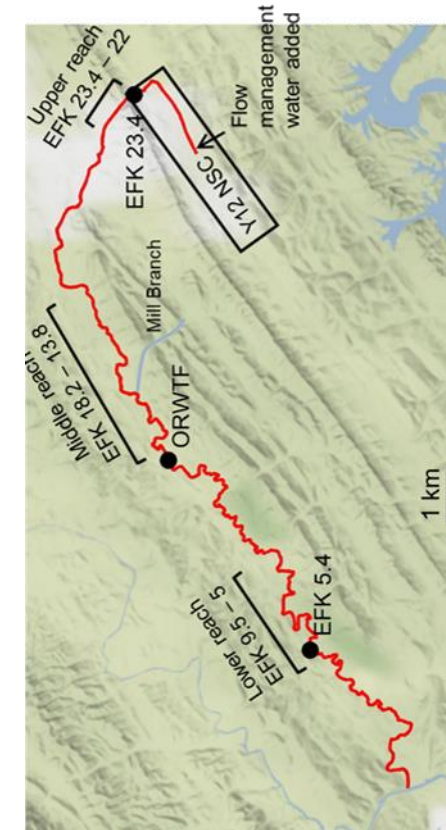 Upper reach
EFK 23.4 – 22
EFK 23.4
Y12 NSC
Flow
management
water added
Mill Branch
Middle reach
EFK 18.2 – 13.8
ORWTF
Lower reach
EFK 9.5 – 5
EFK 5.4
1 km